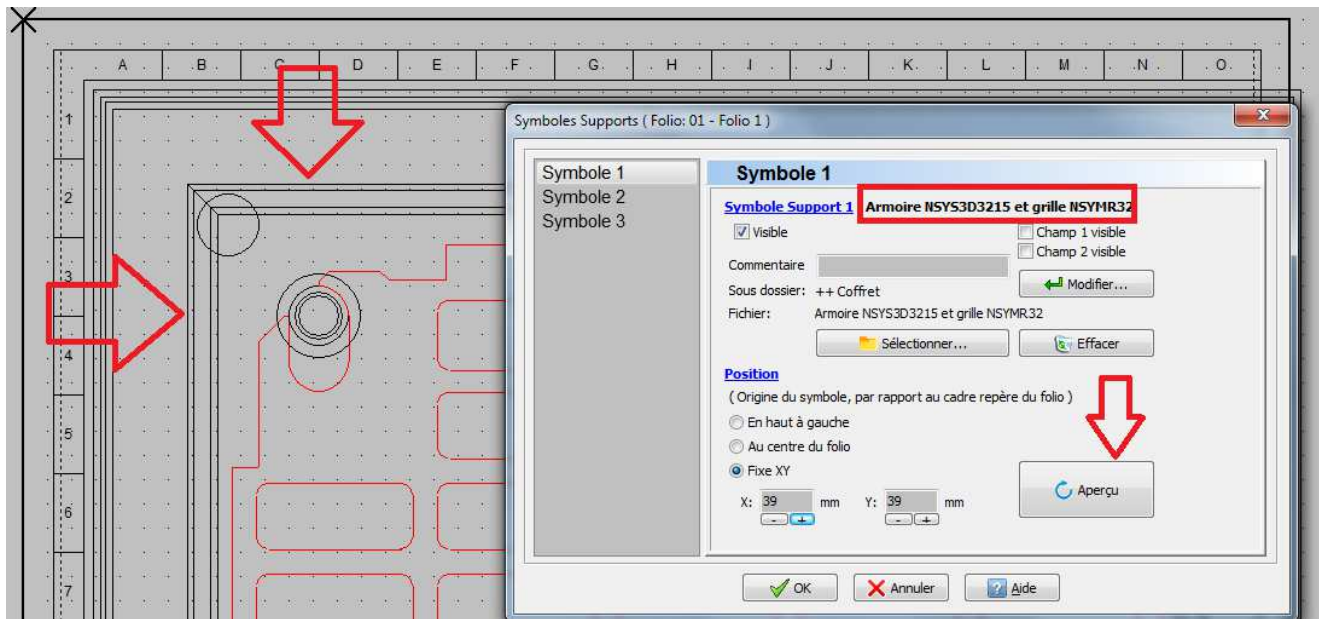 A B C D E F G H I J K L M N O
1
2
3
4
5
6
7
Symboles Supports ( Folio: 01 - Folio 1 )
Symbole 1
Symbole 2
Symbole 3
Symbole 1
Symbole Support 1 Armoire NSYS3D3215 et grille NSYMR32
Visible
Champ 1 visible
Champ 2 visible
Commentaire
Modifier...
Sous dossier: ++ Coffret
Fichier: Armoire NSYS3D3215 et grille NSYMR32
Sélectionner... Effacer
Position
( Origine du symbole, par rapport au cadre repère du folio )
En haut à gauche
Au centre du folio
Fixe XY
X: 39 mm Y: 39 mm
- + - +
Aperçu
OK Annuler Aide